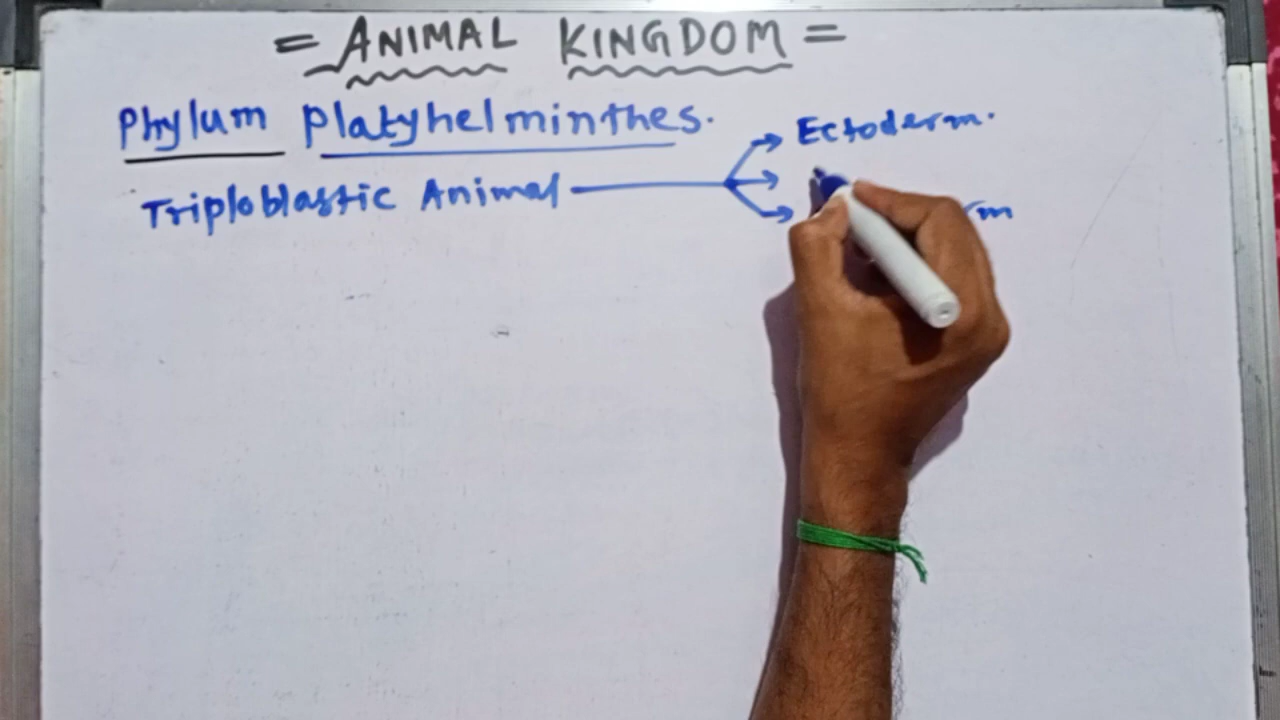 = ANIMAL KINGDOM =
Phylum Platyhelminthes.
Triploblastic Animal → Ectoderm.